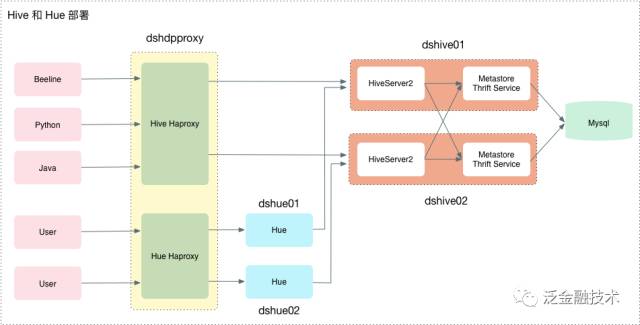 Hive 和 Hue 部署
dshdpproxy
dshive01
Beeline
Hive Haproxy
HiveServer2
Metastore
Thrift Service
Python
Mysql
Java
HiveServer2
Metastore
Thrift Service
dshive02
dshue01
User
Hue Haproxy
Hue
User
Hue
dshue02
泛金融技术